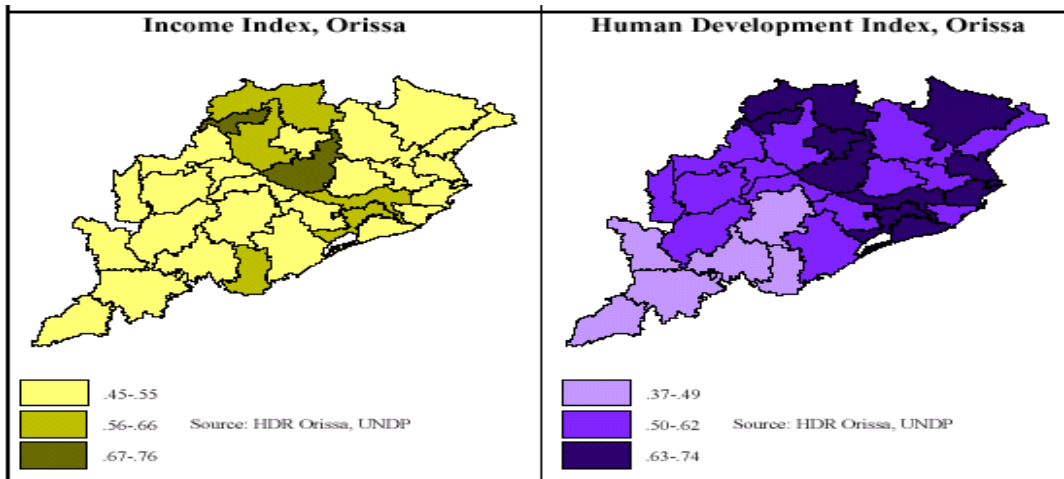 Income Index, Orissa
.45-.55
.56-.66
Source: HDR Orissa, UNDP
.67-.76
Human Development Index, Orissa
.37-.49
.50-.62
Source: HDR Orissa, UNDP
.63-.74